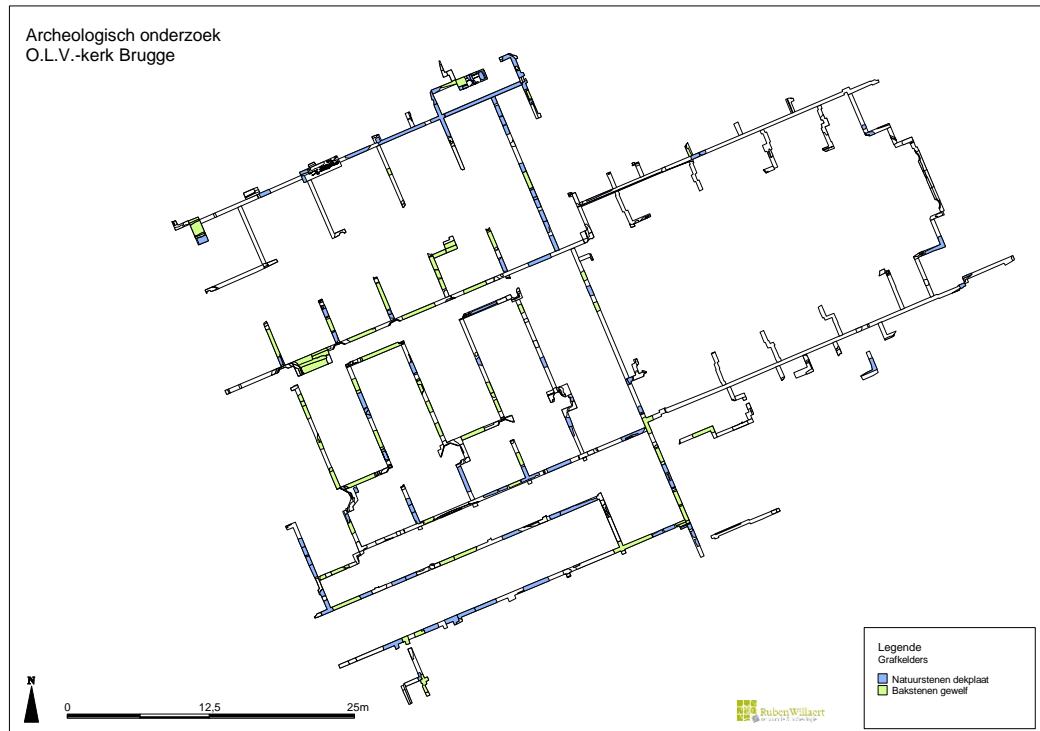 Archeologisch onderzoek
O.L.V.-kerk Brugge
Legende
Grafkelders
Natuurstenen dekplaat
Bakstenen gewelf
N
0 12,5 25m
Ruben Willaert